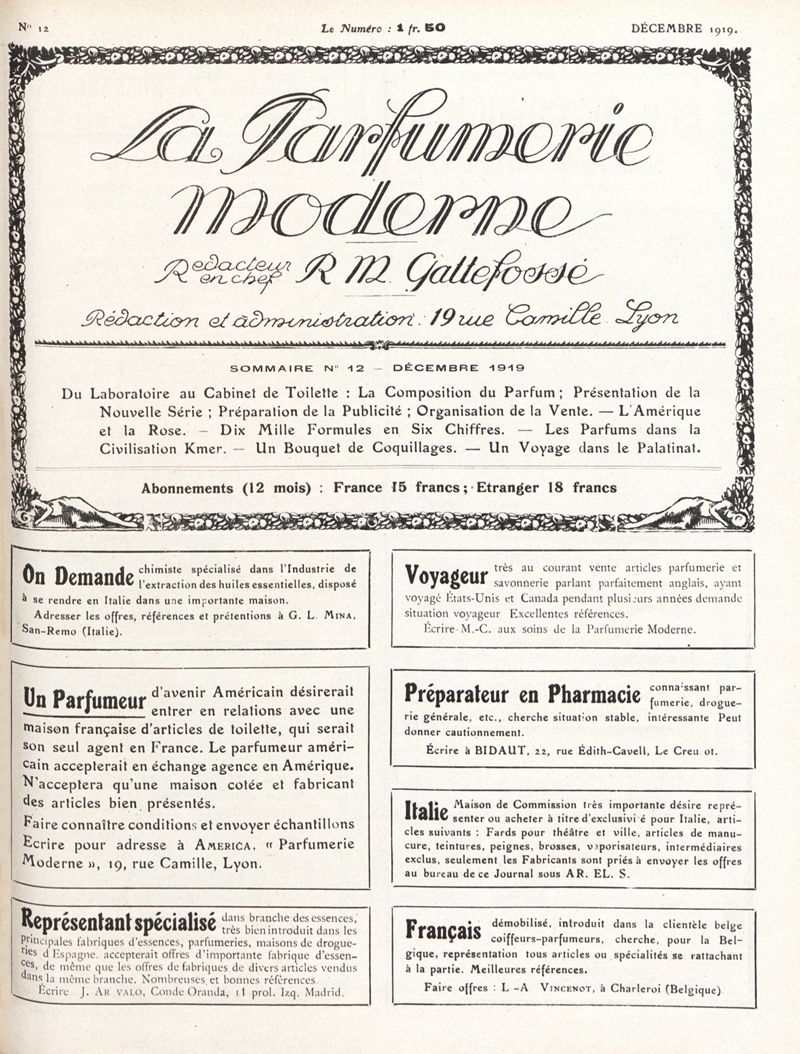 No 12
Le Numéro : 1 fr. 50
DÉCEMBRE 1919.
La Parfumerie
moderne
Redacteur en chef R M Gattefossé
Rédaction et administration : 19 rue Camille Lyon
SOMMAIRE No 12 — DÉCEMBRE 1919
Du Laboratoire au Cabinet de Toilette : La Composition du Parfum ; Présentation de la
Nouvelle Série ; Préparation de la Publicité ; Organisation de la Vente. — L'Amérique
et la Rose. — Dix Mille Formules en Six Chiffres. — Les Parfums dans la
Civilisation Kmer. — Un Bouquet de Coquillages. — Un Voyage dans le Palatinat.
Abonnements (12 mois) : France 15 francs ; Etranger 18 francs
On Demande chimiste spécialisé dans l'Industrie de
l'extraction des huiles essentielles, disposé
à se rendre en Italie dans une importante maison.
Adresser les offres, références et prétentions à G. L. MINA,
San-Remo (Italie).
Un Parfumeur d'avenir Américain désirerait
entrer en relations avec une
maison française d'articles de toilette, qui serait
son seul agent en France. Le parfumeur améri-
cain accepterait en échange agence en Amérique.
N'acceptera qu'une maison cotée et fabricant
des articles bien présentés.
Faire connaître conditions et envoyer échantillons
Ecrire pour adresse à AMERICA, « Parfumerie
Moderne », 19, rue Camille, Lyon.
Représentant spécialisé dans branche des essences,
très bien introduit dans les
principales fabriques d'essences, parfumeries, maisons de drogue-
ries d Espagne. accepterait offres d'importante fabrique d'essen-
ces, de même que les offres de fabriques de divers articles vendus
dans la même branche. Nombreuses et bonnes références
Écrire J. AR VALO, Conde Oranda, 11 prol. Izq. Madrid.
Voyageur très au courant vente articles parfumerie et
savonnerie parlant parfaitement anglais, ayant
voyagé États-Unis et Canada pendant plusieurs années demande
situation voyageur Excellentes références.
Écrire M.-C. aux soins de la Parfumerie Moderne.
Préparateur en Pharmacie connaissant par-
fumerie, drogue-
rie générale, etc., cherche situation stable, intéressante Peut
donner cautionnement.
Écrire à BIDAUT, 22, rue Édith-Cavell, Le Creu ot.
Italie Maison de Commission très importante désire repré-
senter ou acheter à titre d'exclusivi é pour Italie, arti-
cles suivants : Fards pour théâtre et ville, articles de manu-
cure, teintures, peignes, brosses, vaporisateurs, intermédiaires
exclus, seulement les Fabricants sont priés à envoyer les offres
au bureau de ce Journal sous AR. EL. S.
Français démobilisé, introduit dans la clientèle belge
coiffeurs-parfumeurs, cherche, pour la Bel-
gique, représentation tous articles ou spécialités se rattachant
à la partie. Meilleures références.
Faire offres : L -A VINCENOT, à Charleroi (Belgique)